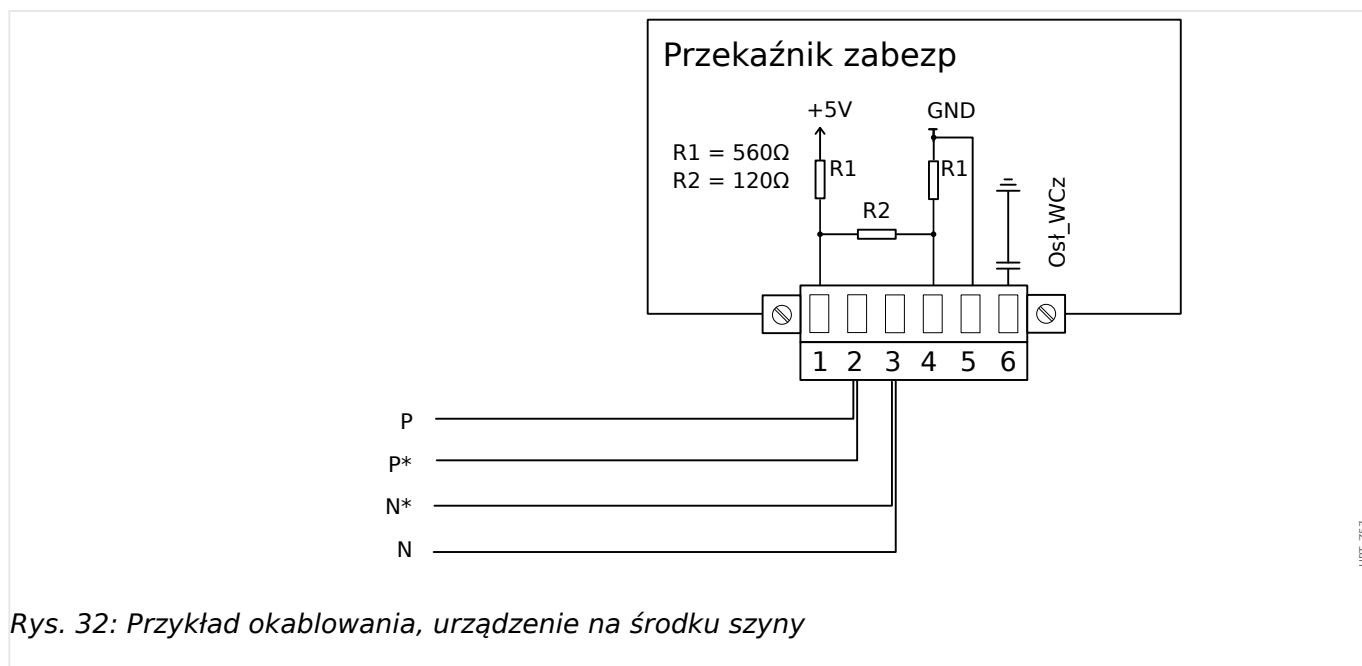 Przekaźnik zabezp
+5V
GND
R1 = 560Ω
R2 = 120Ω
R1
R1
R2
Osł_WCz
1 2 3 4 5 6
P
P*
N*
N
Rys. 32: Przykład okablowania, urządzenie na środku szyny